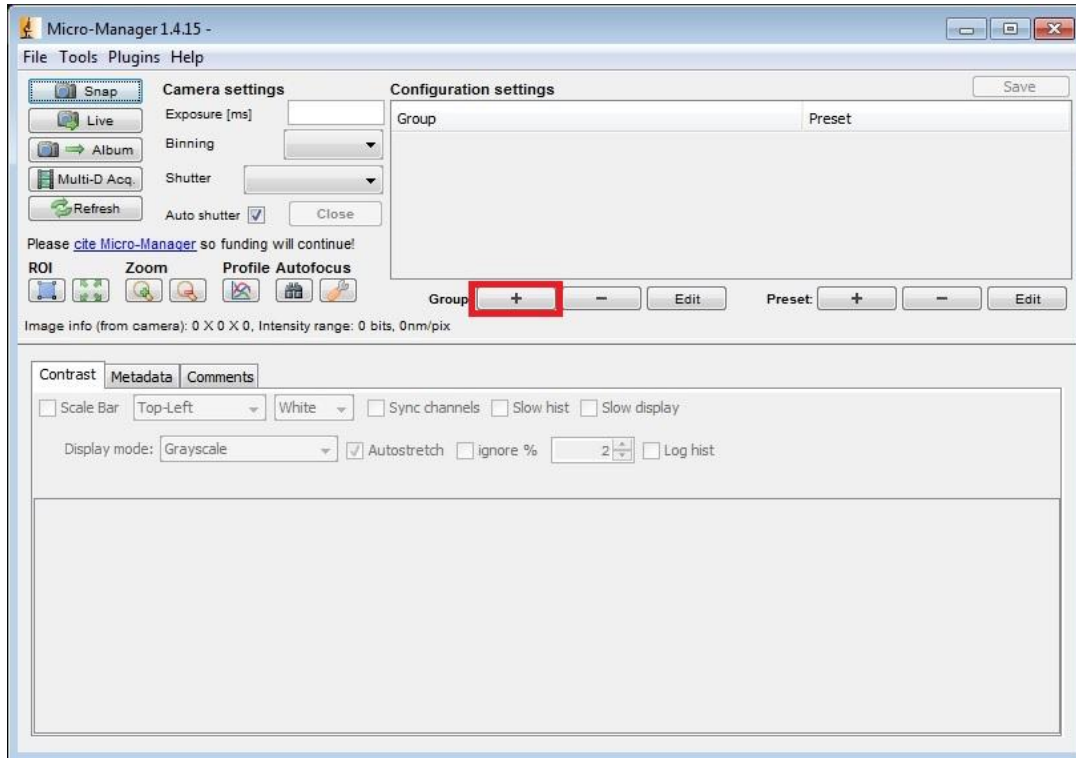 Micro-Manager 1.4.15 -
File Tools Plugins Help
Snap
Live
Album
Multi-D Acq.
Refresh
Camera settings
Exposure [ms]
Binning
Shutter
Auto shutter Close
Configuration settings Save
Group Preset
Please cite Micro-Manager so funding will continue!
ROI Zoom Profile Autofocus
Group + − Edit Preset: + − Edit
Image info (from camera): 0 X 0 X 0, Intensity range: 0 bits, 0nm/pix
Contrast Metadata Comments
Scale Bar Top-Left White Sync channels Slow hist Slow display
Display mode: Grayscale Autostretch ignore % 2 Log hist